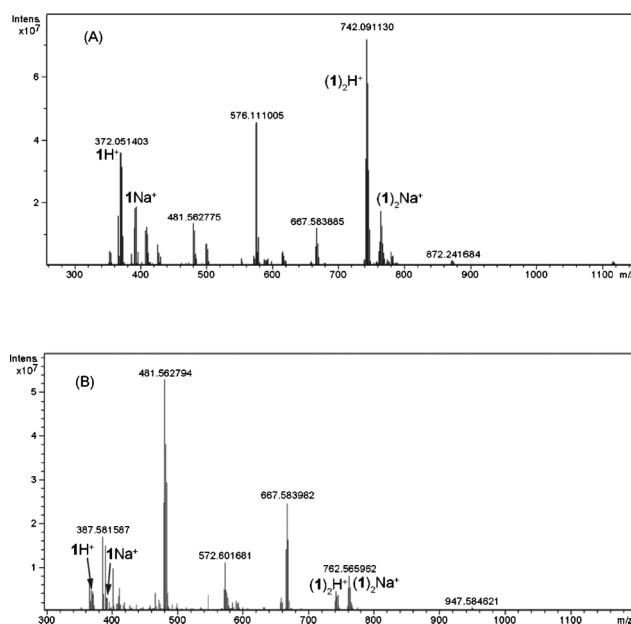 Intens.
x10⁷
(A)
742.091130
(1)₂H⁺
6
576.111005
4
372.051403
1H⁺
1Na⁺
(1)₂Na⁺
2
481.562775
667.583885
872.241684
300 400 500 600 700 800 900 1000 1100 m/z
Intens.
x10⁷
(B)
481.562794
5
4
3
667.583982
2
387.581587
1H⁺
1Na⁺
572.601681
762.565962
1
(1)₂H⁺
(1)₂Na⁺
947.584621
0
300 400 500 600 700 800 900 1000 1100 m/z